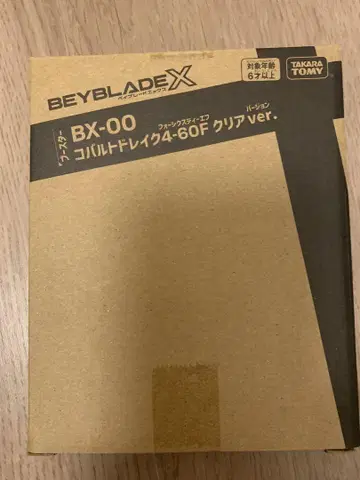 BEYBLADE X
ベイブレードエックス
対象年齢
6才以上
TAKARA
TOMY
ブースター
BX-00
フォーシックスティーエフ
バージョン
コバルトドレイク4-60F クリアver.